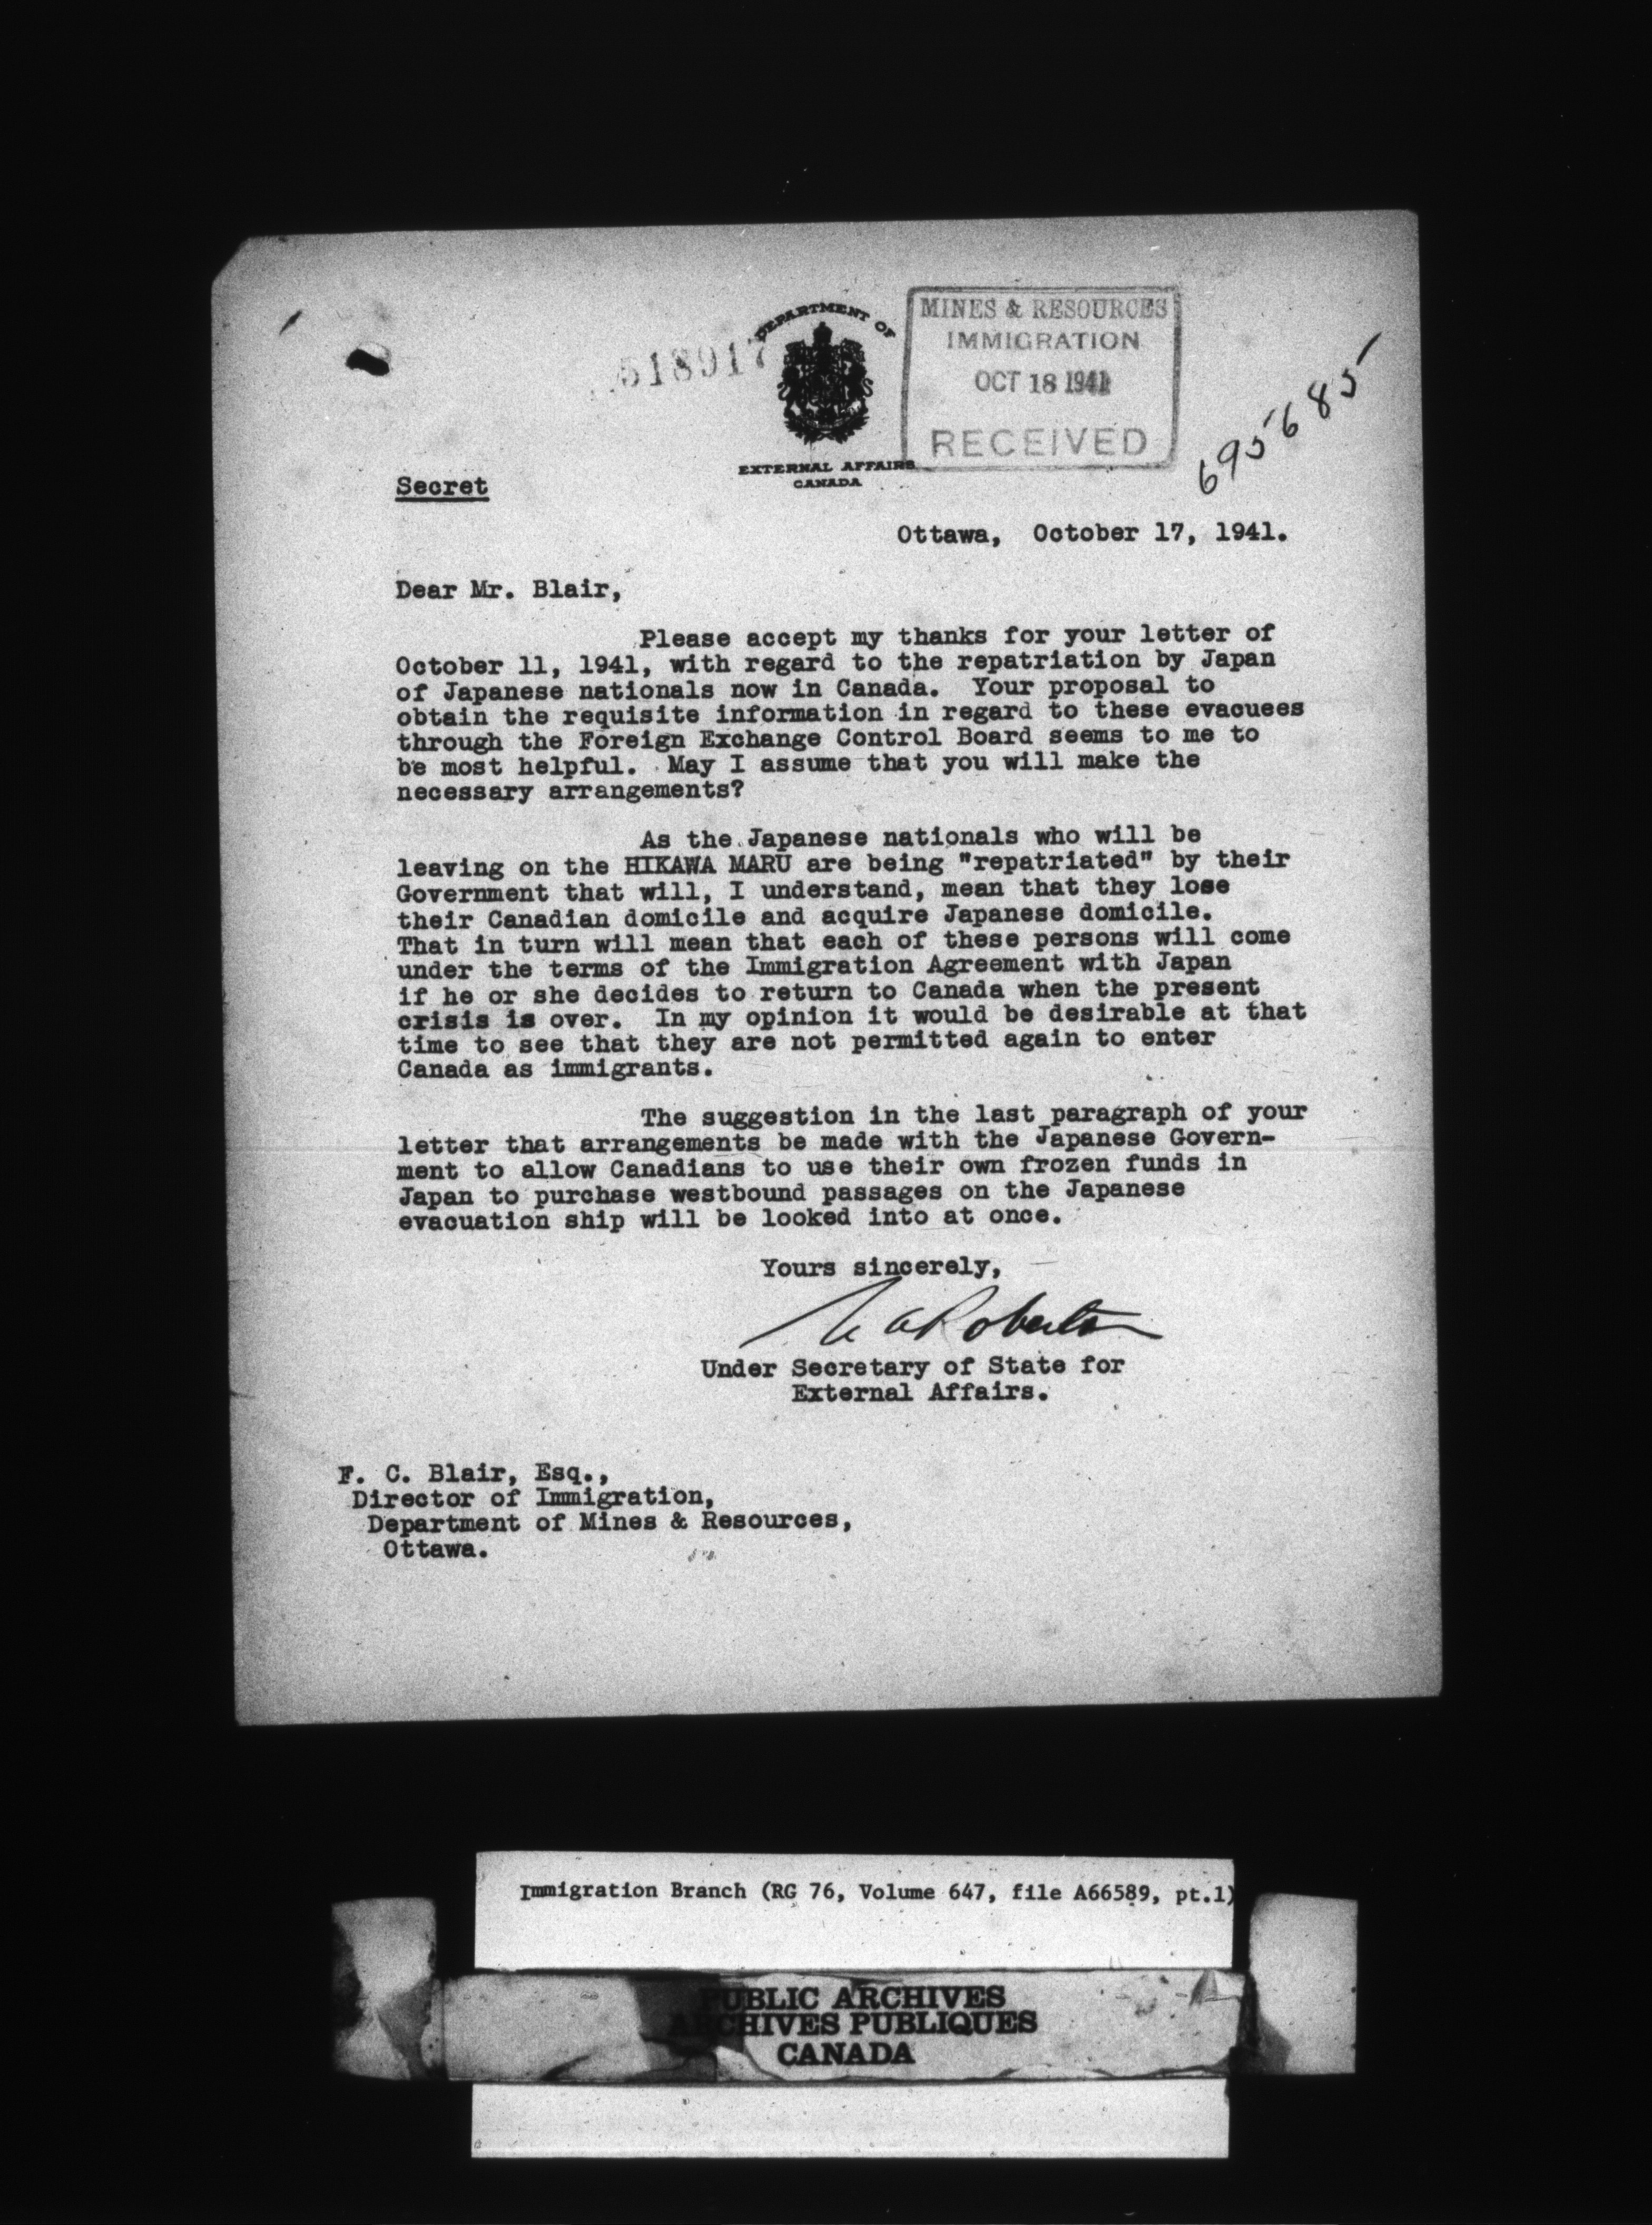 518917
DEPARTMENT OF
EXTERNAL AFFAIRS
CANADA
MINES & RESOURCES
IMMIGRATION
OCT 18 1941
RECEIVED
695685
Secret
Ottawa, October 17, 1941.
Dear Mr. Blair,
Please accept my thanks for your letter of
October 11, 1941, with regard to the repatriation by Japan
of Japanese nationals now in Canada. Your proposal to
obtain the requisite information in regard to these evacuees
through the Foreign Exchange Control Board seems to me to
be most helpful. May I assume that you will make the
necessary arrangements?
As the Japanese nationals who will be
leaving on the HIKAWA MARU are being "repatriated" by their
Government that will, I understand, mean that they lose
their Canadian domicile and acquire Japanese domicile.
That in turn will mean that each of these persons will come
under the terms of the Immigration Agreement with Japan
if he or she decides to return to Canada when the present
crisis is over. In my opinion it would be desirable at that
time to see that they are not permitted again to enter
Canada as immigrants.
The suggestion in the last paragraph of your
letter that arrangements be made with the Japanese Govern-
ment to allow Canadians to use their own frozen funds in
Japan to purchase westbound passages on the Japanese
evacuation ship will be looked into at once.
Yours sincerely,
N A Robertson
Under Secretary of State for
External Affairs.
F. C. Blair, Esq.,
Director of Immigration,
Department of Mines & Resources,
Ottawa.
Immigration Branch (RG 76, Volume 647, file A66589, pt.1)
PUBLIC ARCHIVES
ARCHIVES PUBLIQUES
CANADA